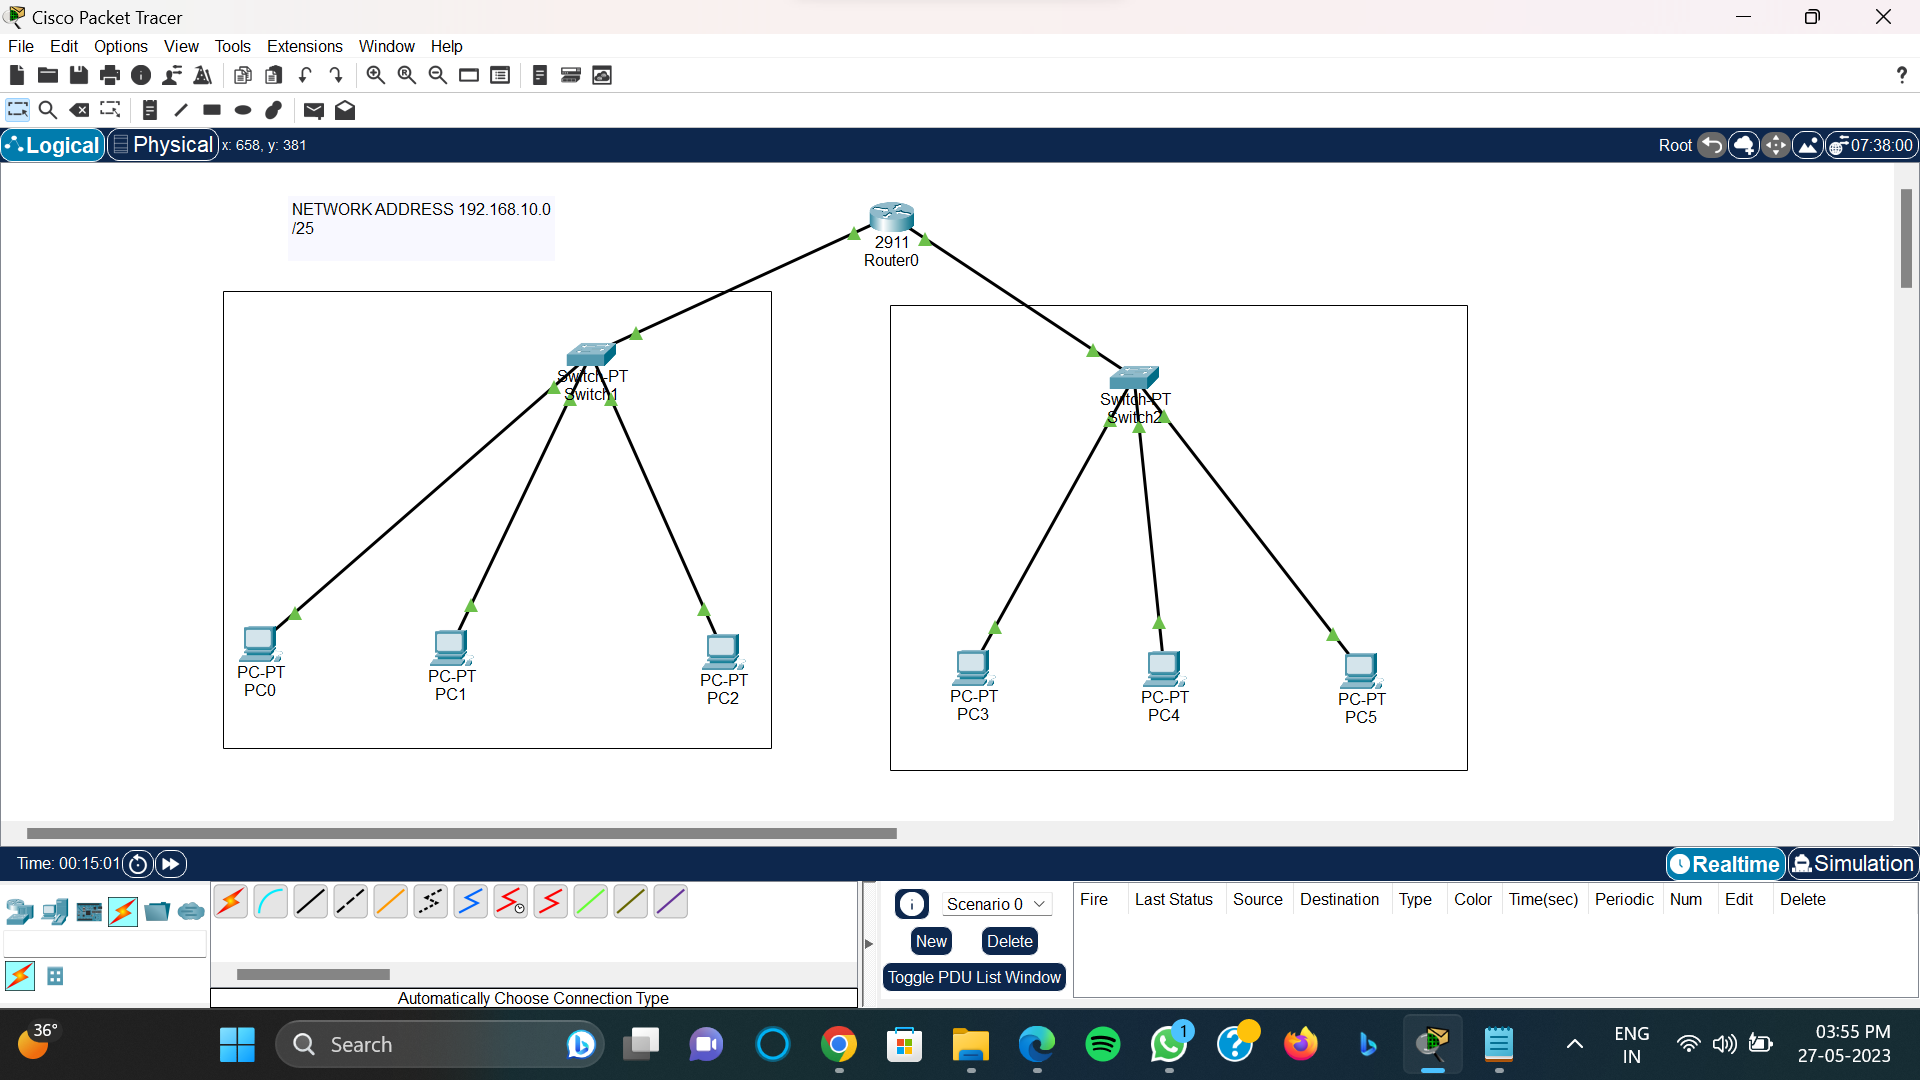 Cisco Packet Tracer
File Edit Options View Tools Extensions Window Help
?
Logical Physical x: 658, y: 381 Root 07:38:00
NETWORK ADDRESS 192.168.10.0
/25
2911
Router0
Switch-PT
Switch1
Switch-PT
Switch2
PC-PT
PC0
PC-PT
PC1
PC-PT
PC2
PC-PT
PC3
PC-PT
PC4
PC-PT
PC5
Time: 00:15:01 Realtime Simulation
Scenario 0
New Delete
Toggle PDU List Window
Fire Last Status Source Destination Type Color Time(sec) Periodic Num Edit Delete
Automatically Choose Connection Type
36°
Search
1
ENG
IN
03:55 PM
27-05-2023